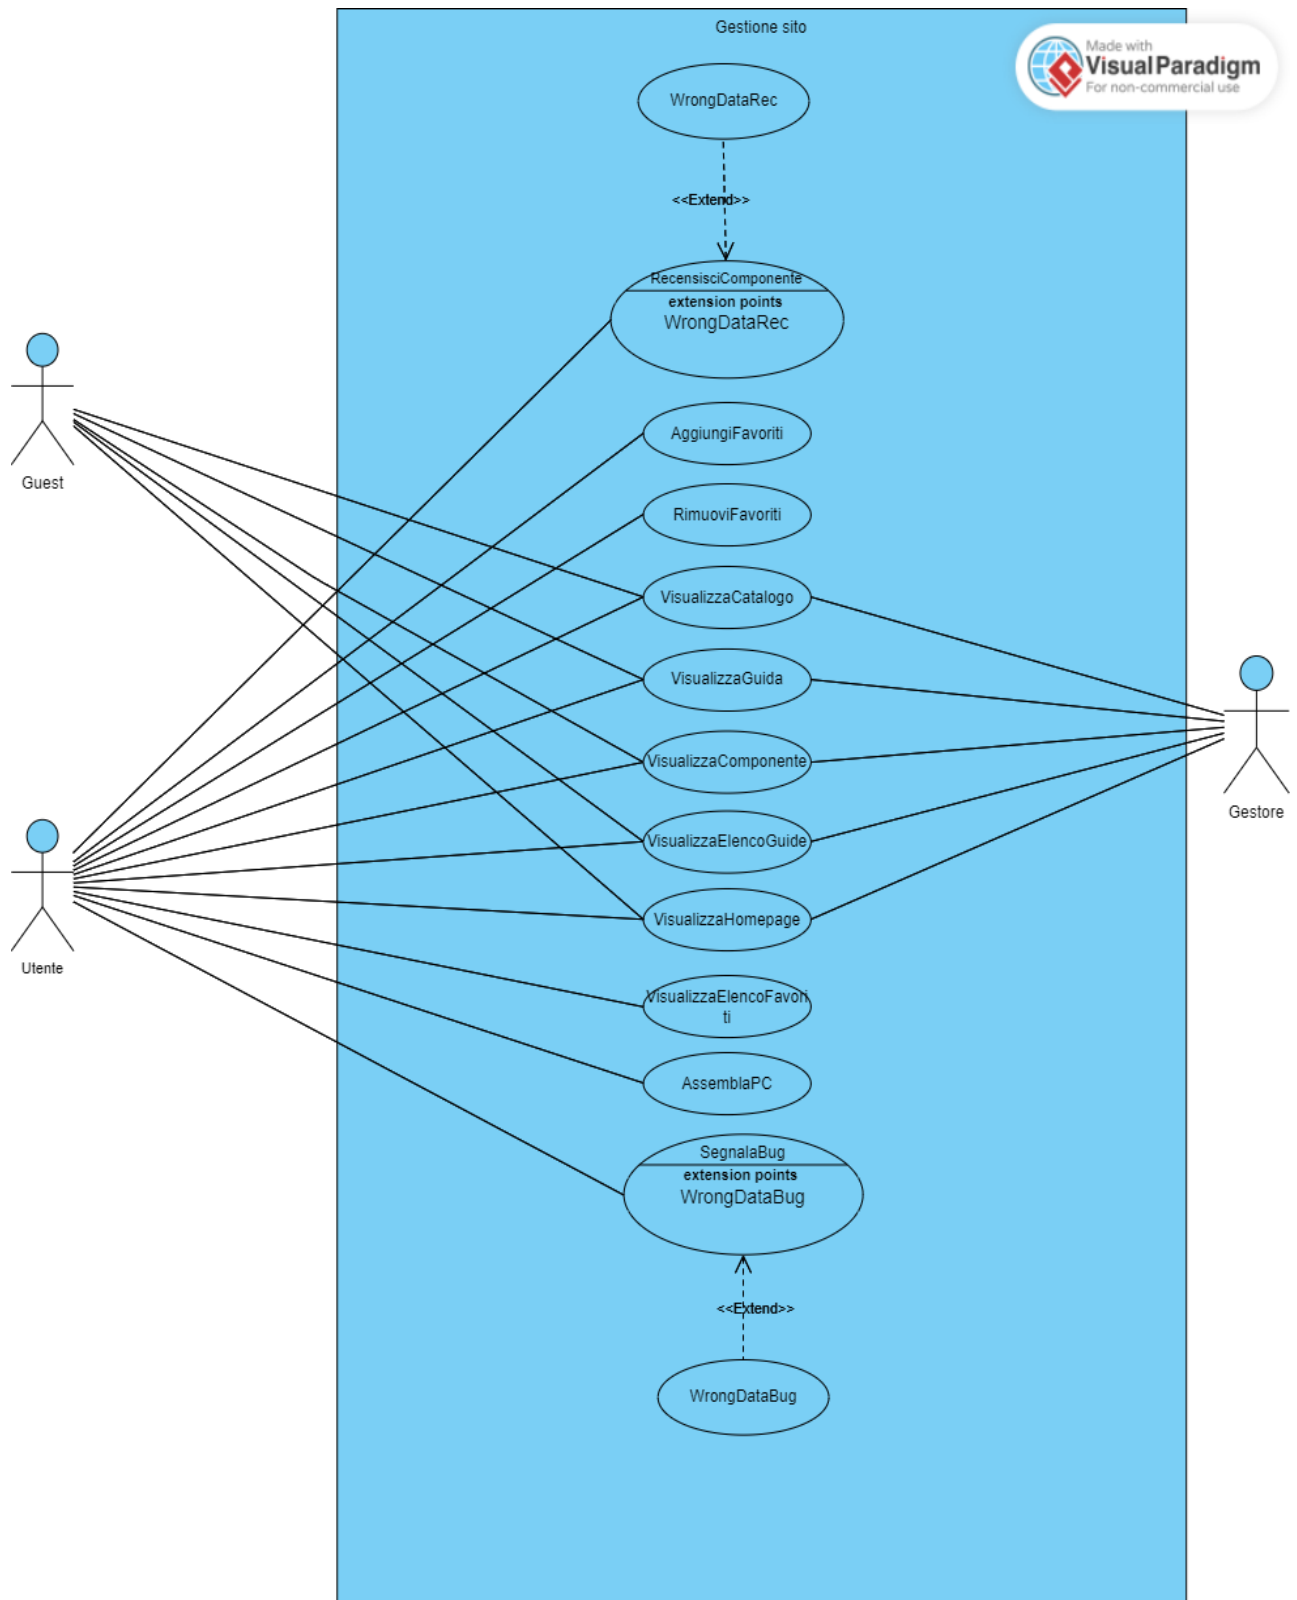 Gestione sito
Made with
Visual Paradigm
For non-commercial use
WrongDataRec
<<Extend>>
RecensisciComponente
extension points
WrongDataRec
AggiungiFavoriti
Guest
RimuoviFavoriti
VisualizzaCatalogo
VisualizzaGuida
VisualizzaComponente
Gestore
VisualizzaElencoGuide
VisualizzaHomepage
Utente
VisualizzaElencoFavori
ti
AssemblaPC
SegnalaBug
extension points
WrongDataBug
<<Extend>>
WrongDataBug